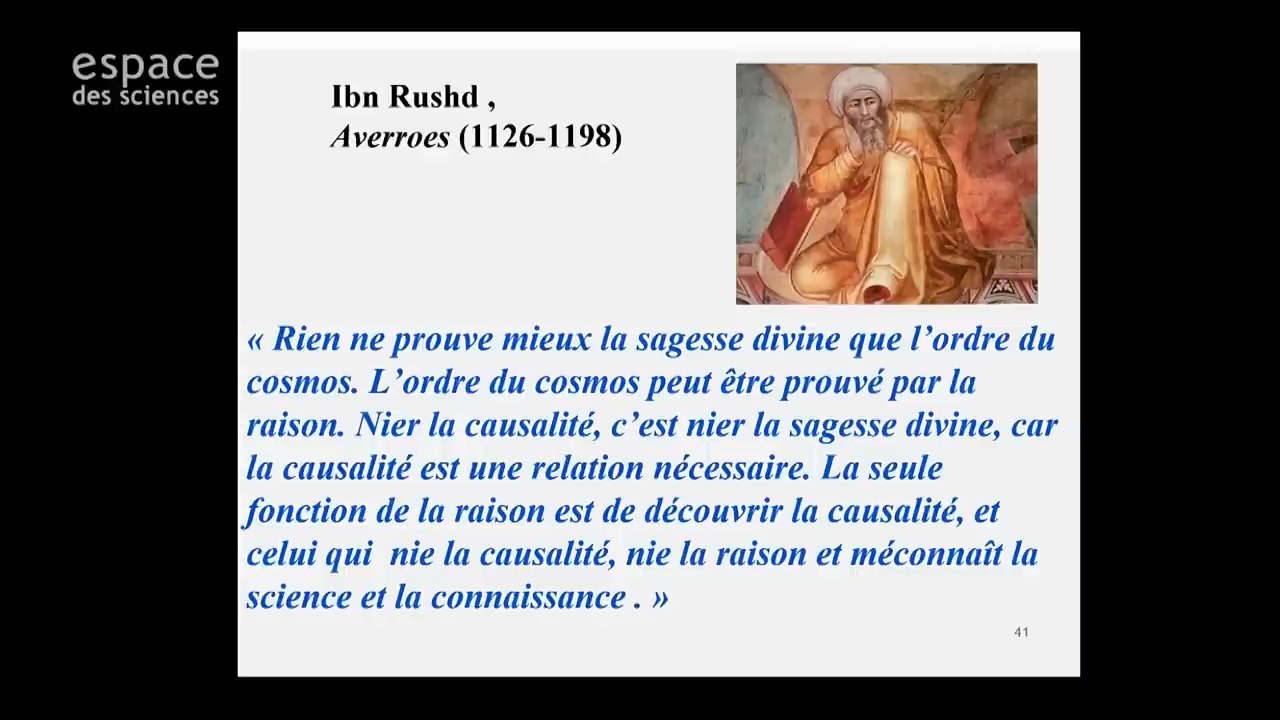 espace
des sciences
Ibn Rushd ,
Averroes (1126-1198)
« Rien ne prouve mieux la sagesse divine que l’ordre du
cosmos. L’ordre du cosmos peut être prouvé par la
raison. Nier la causalité, c’est nier la sagesse divine, car
la causalité est une relation nécessaire. La seule
fonction de la raison est de découvrir la causalité, et
celui qui  nie la causalité, nie la raison et méconnaît la
science et la connaissance . »
41